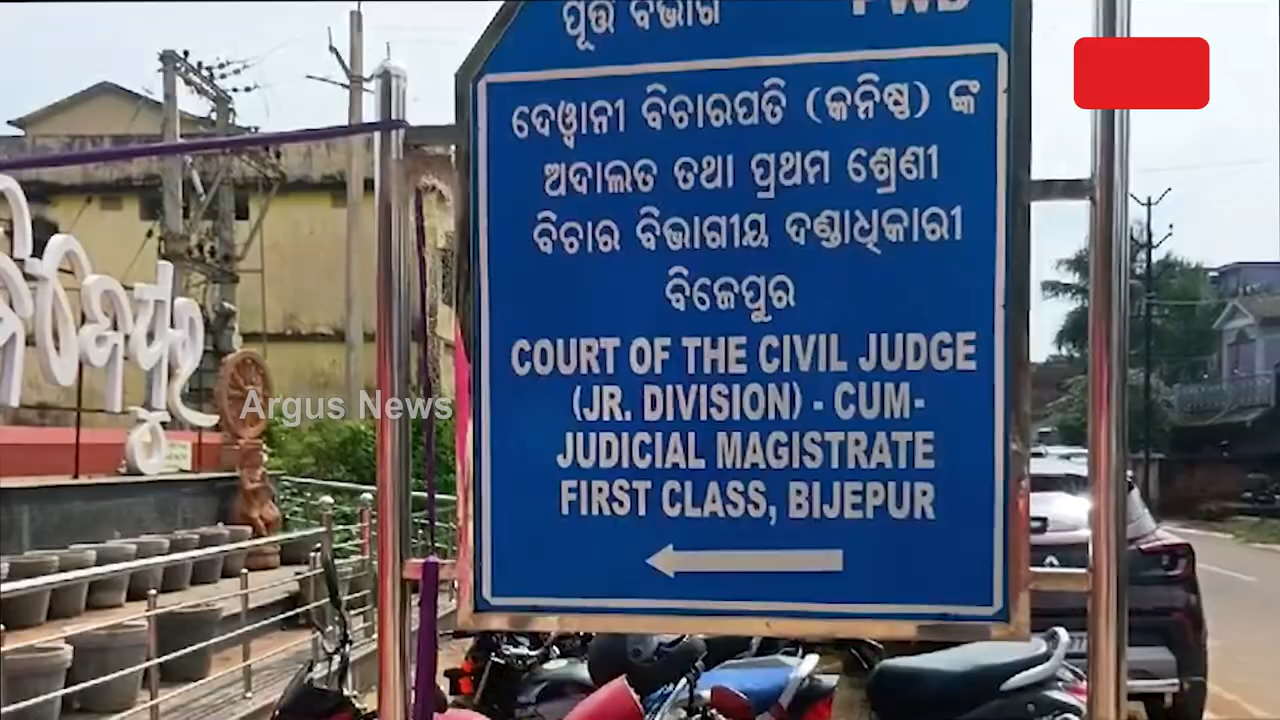 ପୂର୍ତ୍ତ ବିଭାଗ PWD
ଦେୱାନୀ ବିଚାରପତି (କନିଷ୍ଠ) ଙ୍କ
ଅଦାଲତ ତଥା ପ୍ରଥମ ଶ୍ରେଣୀ
ବିଚାର ବିଭାଗୀୟ ଦଣ୍ଡାଧିକାରୀ
ବିଜେପୁର
COURT OF THE CIVIL JUDGE
(JR. DIVISION) - CUM-
JUDICIAL MAGISTRATE
FIRST CLASS, BIJEPUR
Argus News